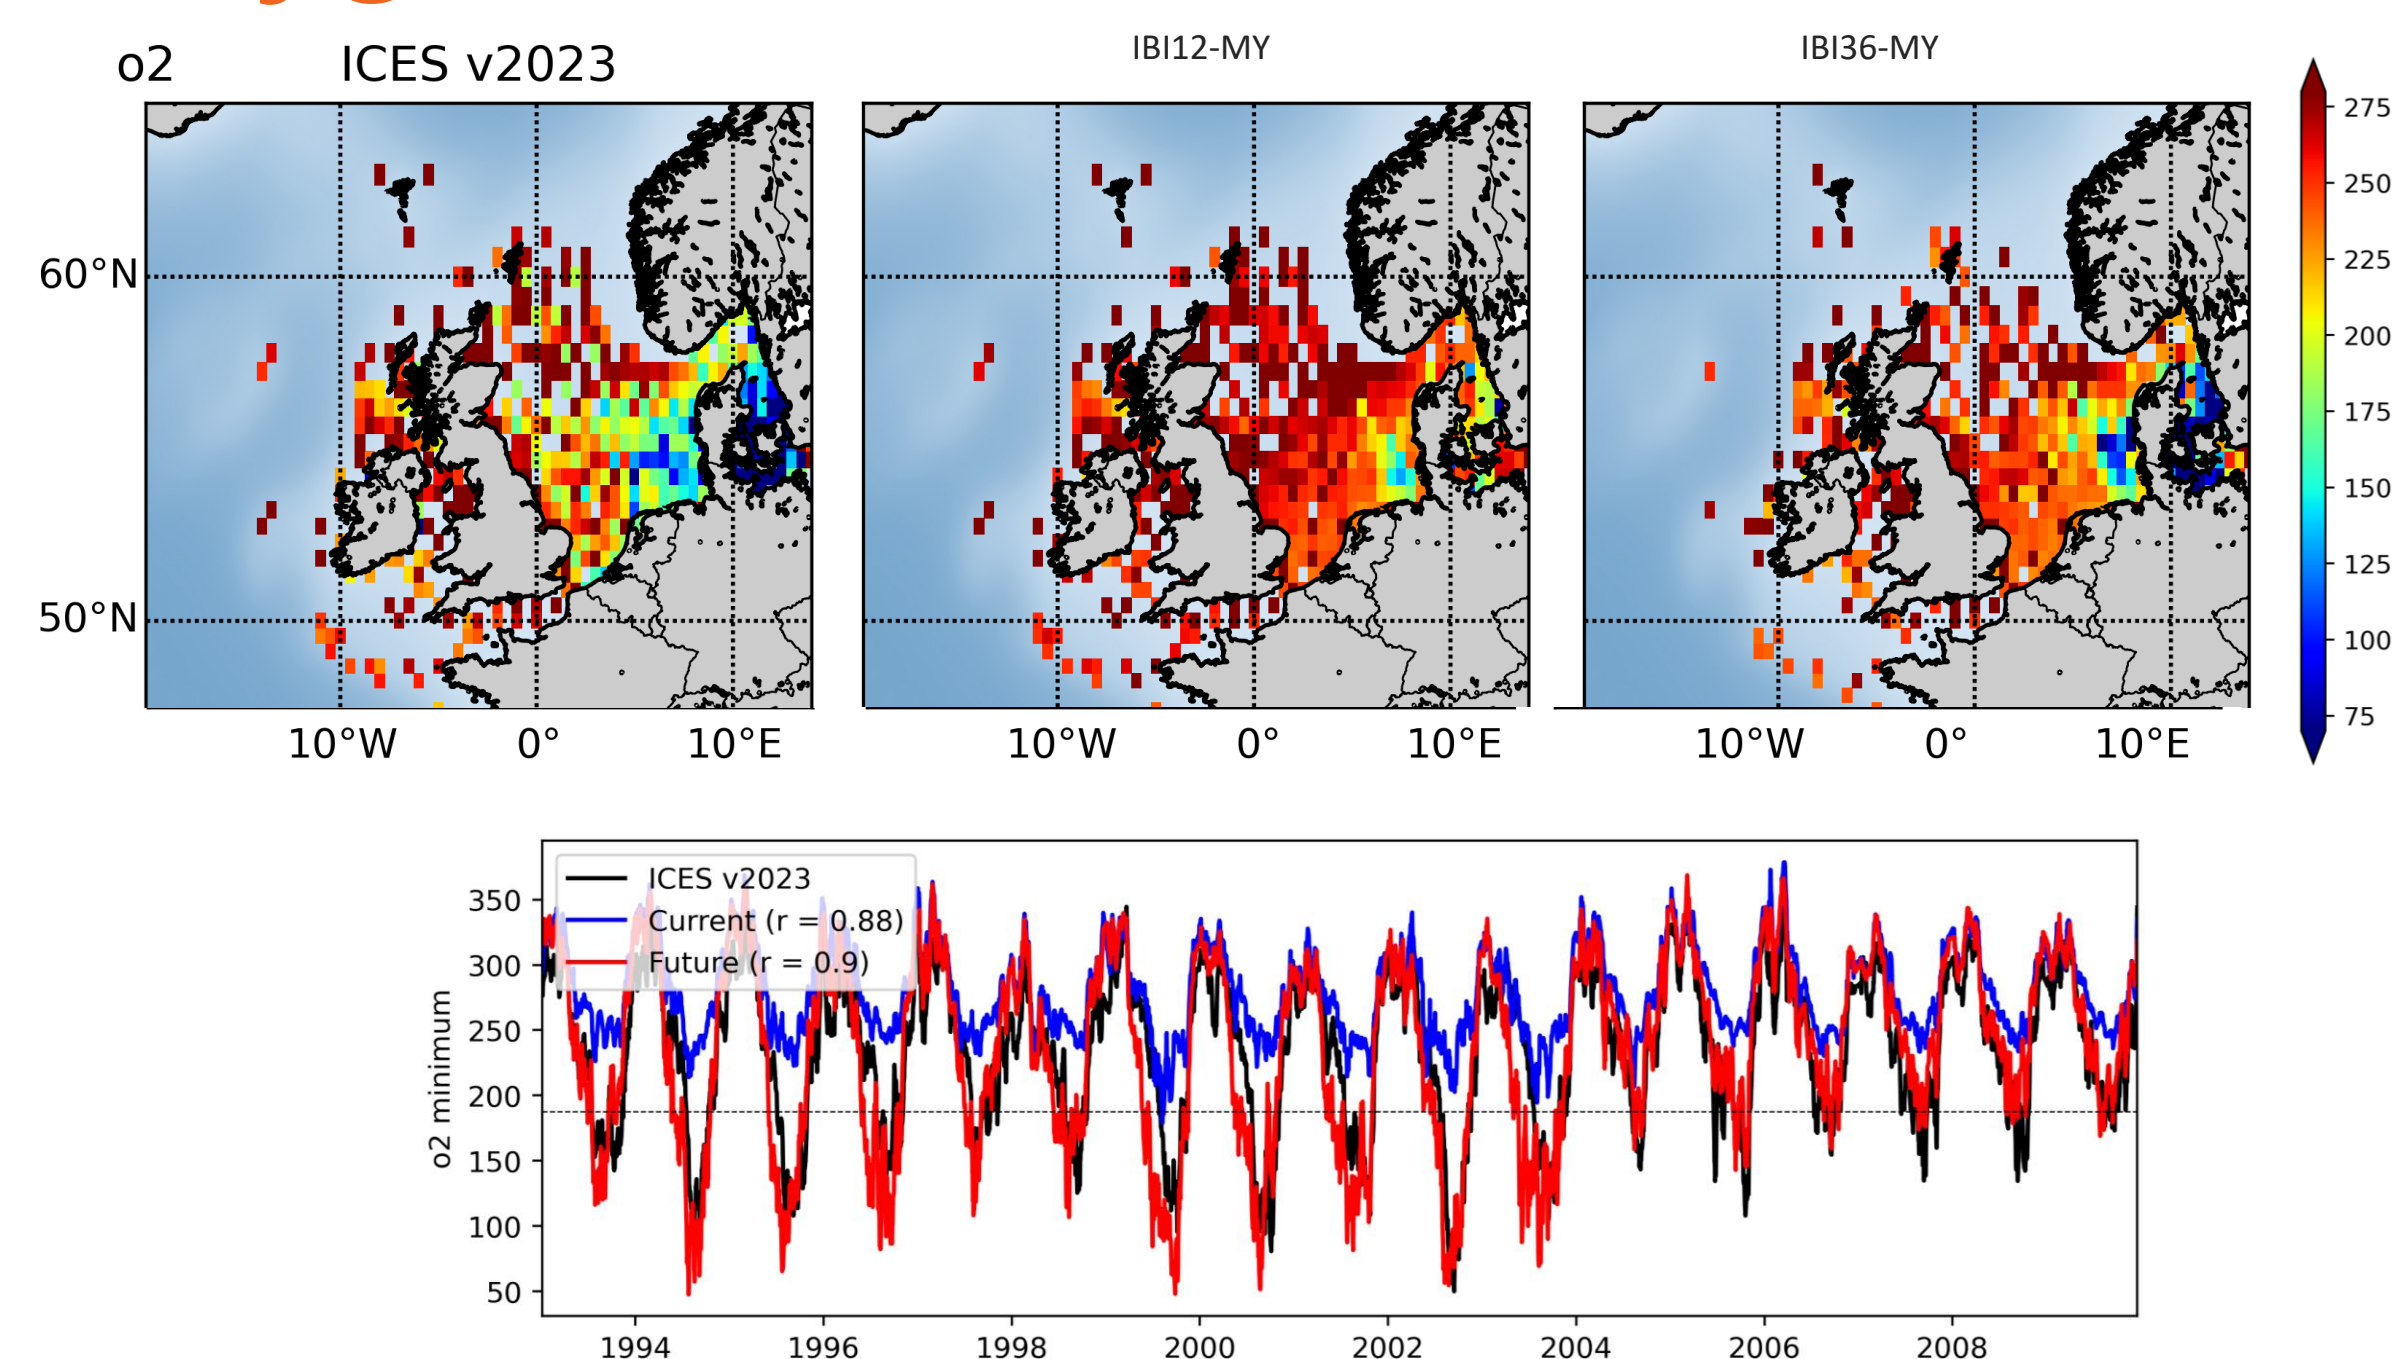 o2
ICES v2023
IBI12-MY
IBI36-MY
60°N
50°N
10°W 0° 10°E
10°W 0° 10°E
10°W 0° 10°E
275
250
225
200
175
150
125
100
75
ICES v2023
Current (r = 0.88)
Future (r = 0.9)
o2 minimum
350
300
250
200
150
100
50
1994 1996 1998 2000 2002 2004 2006 2008